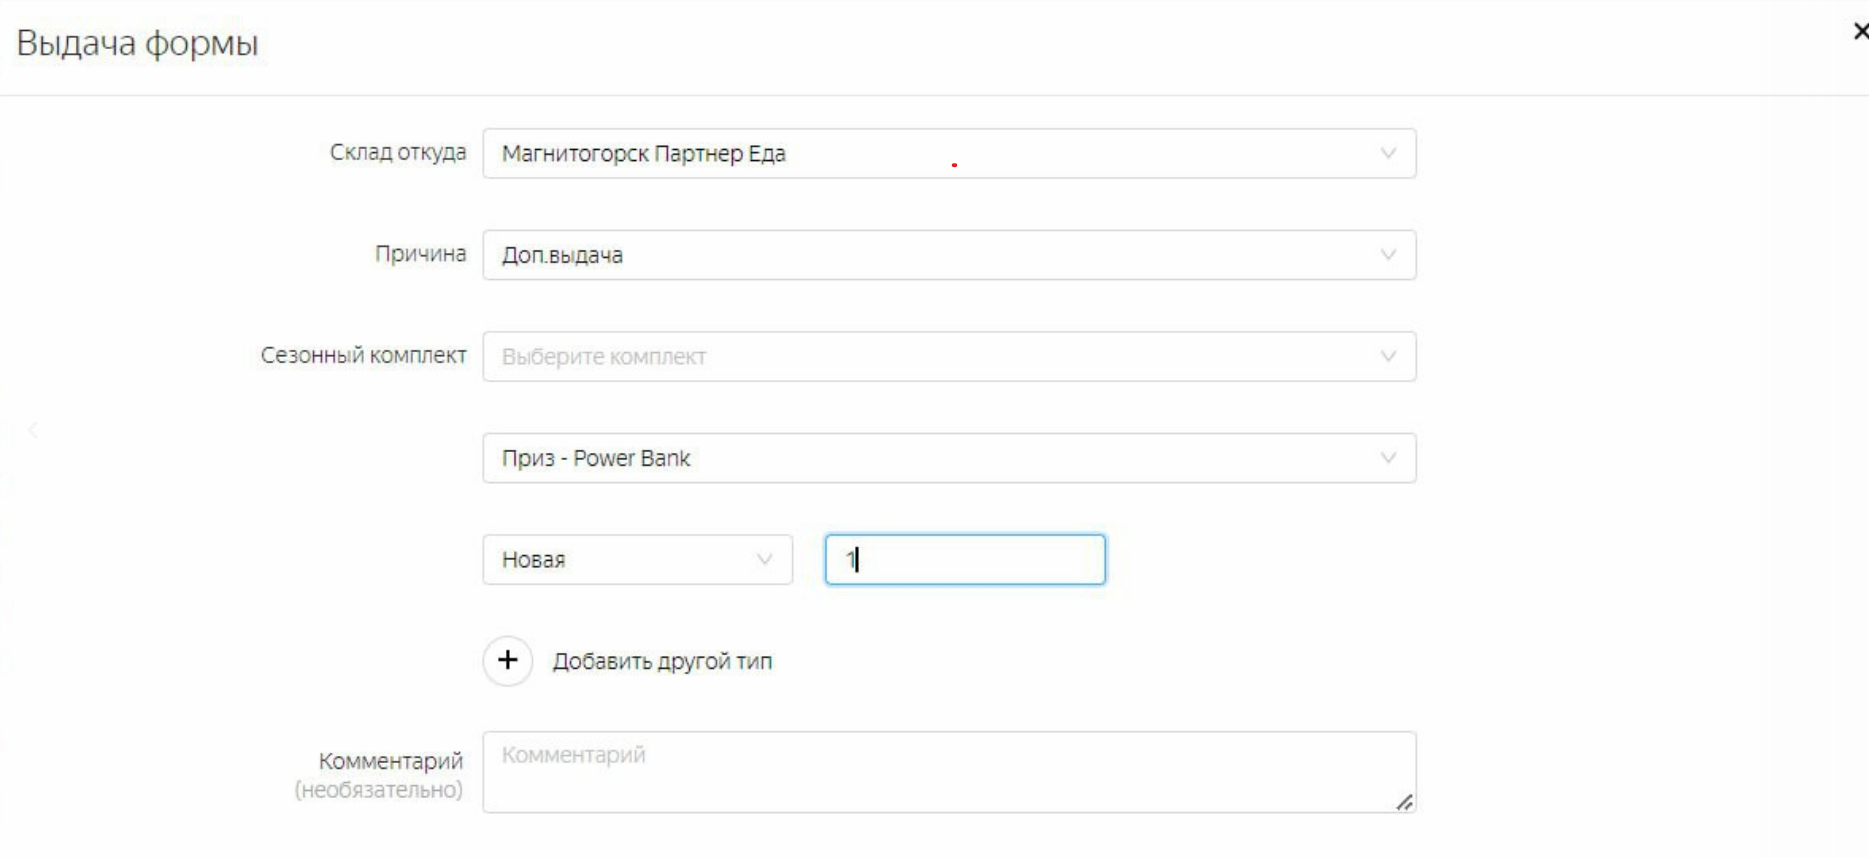 Выдача формы
Склад откуда
Магнитогорск Партнер Еда
Причина
Доп.выдача
Сезонный комплект
Выберите комплект
Приз - Power Bank
Новая
1
Добавить другой тип
Комментарий
(необязательно)
Комментарий